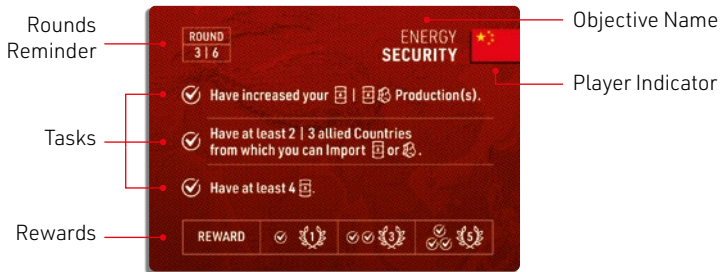 Rounds
Reminder
Tasks
Rewards
ROUND
3 | 6
ENERGY
SECURITY
Have increased your | Production(s).
Have at least 2 | 3 allied Countries
from which you can Import or .
Have at least 4 .
REWARD 1 3 5
Objective Name
Player Indicator